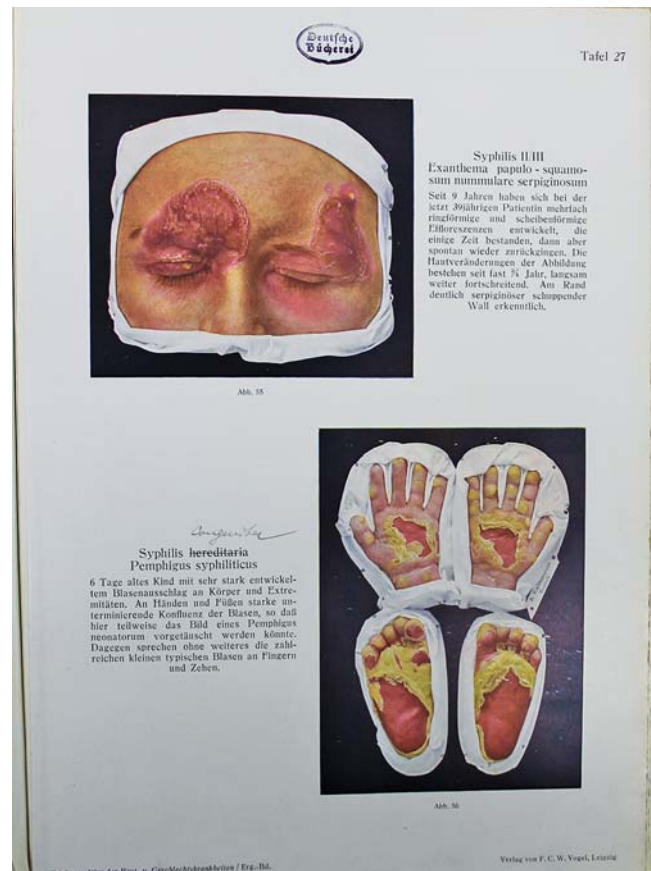 Deutsche
Bücherei
Tafel 27
Syphilis II/III
Exanthema papulo - squamo-
sum nummulare serpiginosum
Seit 9 Jahren haben sich bei der
jetzt 39jährigen Patientin mehrfach
ringförmige und scheibenförmige
Effloreszenzen entwickelt, die
einige Zeit bestanden, dann aber
spontan wieder zurückgingen. Die
Hautveränderungen der Abbildung
bestehen seit fast ¾ Jahr, langsam
weiter fortschreitend. Am Rand
deutlich serpiginöser schuppender
Wall erkenntlich.
Abb. 55
Syphilis hereditaria
Pemphigus syphiliticus
6 Tage altes Kind mit sehr stark entwickel-
tem Blasenausschlag an Körper und Extre-
mitäten. An Händen und Füßen starke un-
terminierende Konfluenz der Blasen, so daß
hier teilweise das Bild eines Pemphigus
neonatorum vorgetäuscht werden könnte.
Dagegen sprechen ohne weiteres die zahl-
reichen kleinen typischen Blasen an Fingern
und Zehen.
Abb. 56
Haut- u. Geschlechtskrankheiten / Erg.-Bd.
Verlag von F. C. W. Vogel, Leipzig